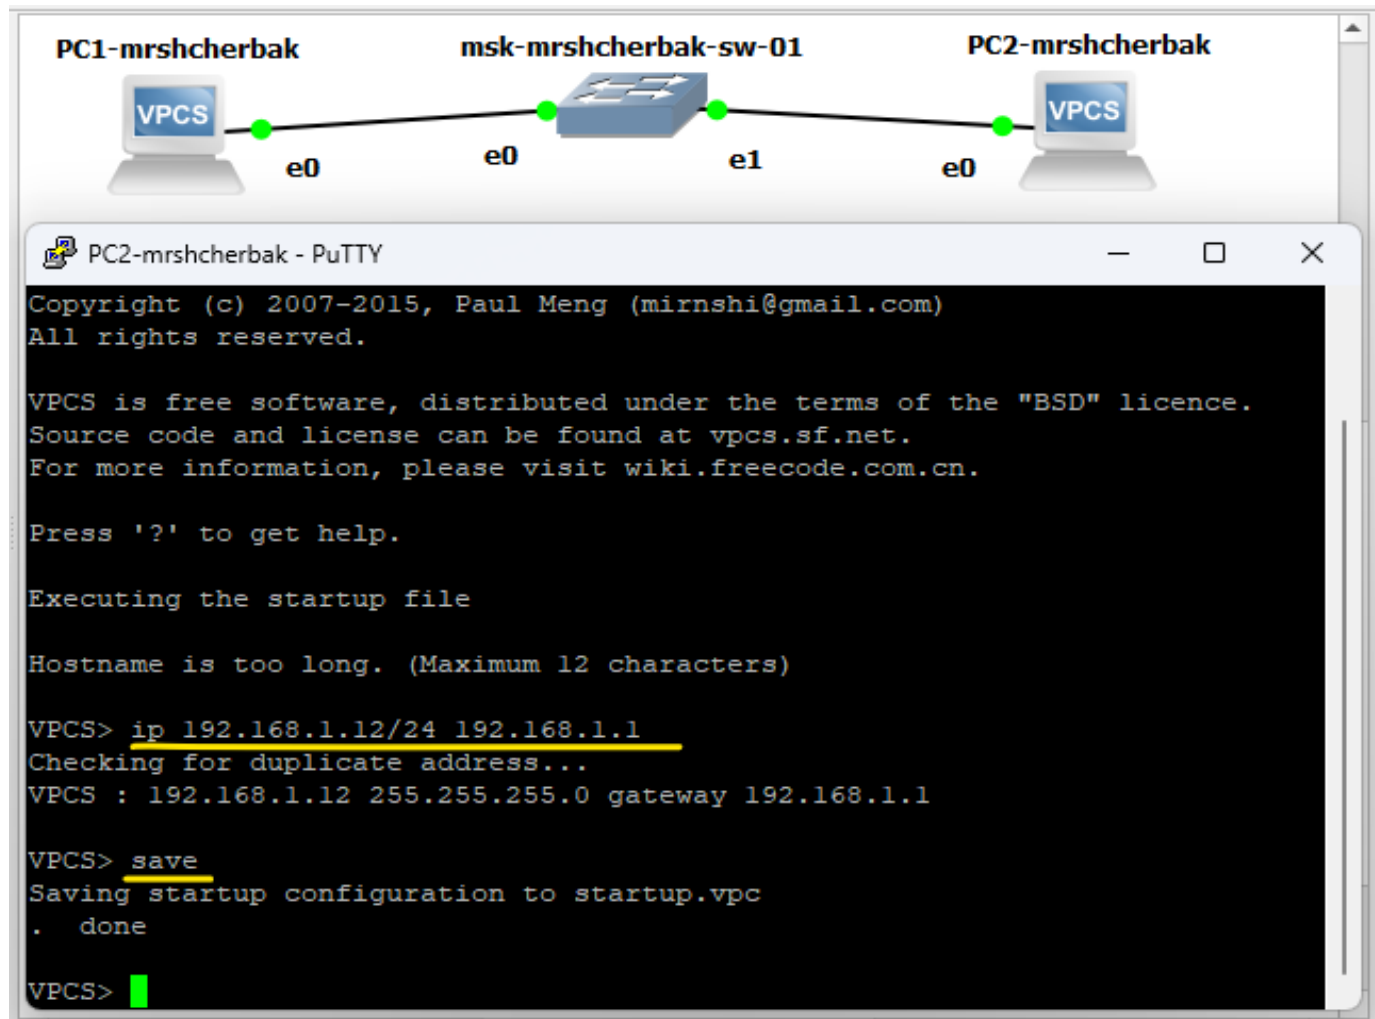 PC1-mrshcherbak msk-mrshcherbak-sw-01 PC2-mrshcherbak
VPCS VPCS
e0 e0 e1 e0
PC2-mrshcherbak - PuTTY
Copyright (c) 2007-2015, Paul Meng (mirnshi@gmail.com)
All rights reserved.
VPCS is free software, distributed under the terms of the "BSD" licence.
Source code and license can be found at vpcs.sf.net.
For more information, please visit wiki.freecode.com.cn.
Press '?' to get help.
Executing the startup file
Hostname is too long. (Maximum 12 characters)
VPCS> ip 192.168.1.12/24 192.168.1.1
Checking for duplicate address...
VPCS : 192.168.1.12 255.255.255.0 gateway 192.168.1.1
VPCS> save
Saving startup configuration to startup.vpc
.  done
VPCS>